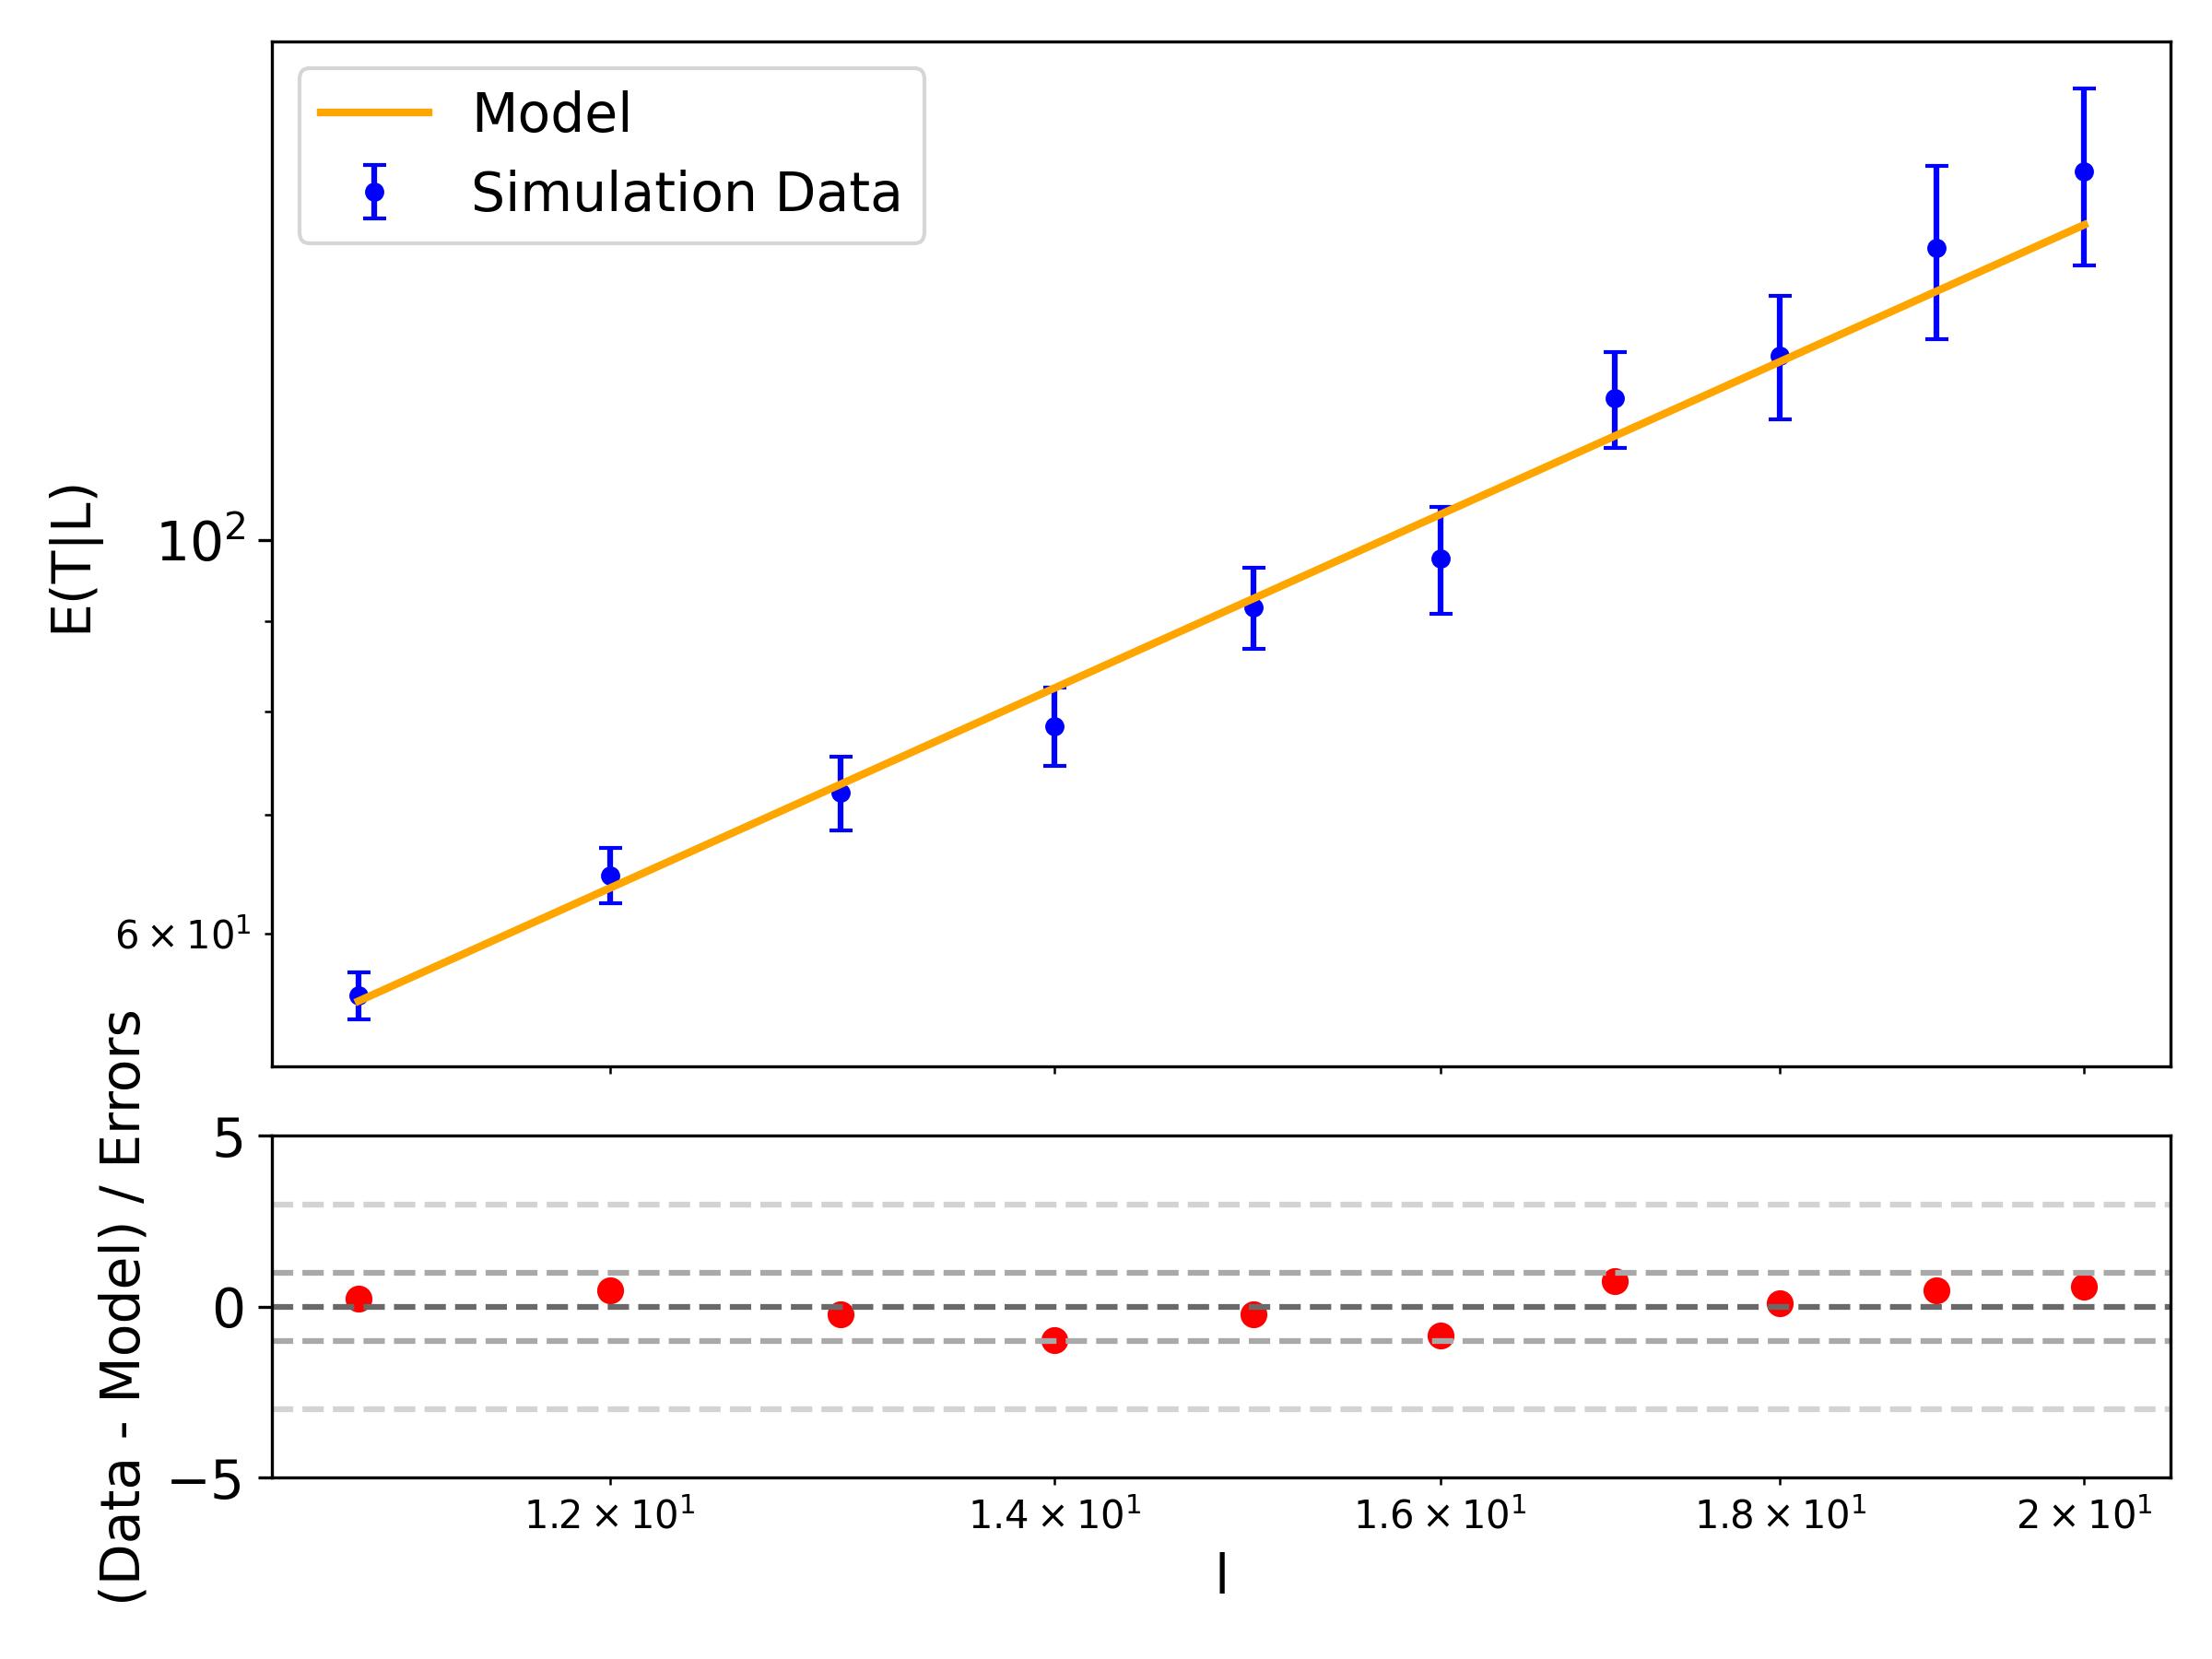 Model
Simulation Data
E(T|L)
10²
6 × 10¹
(Data - Model) / Errors
5
0
−5
1.2 × 10¹
1.4 × 10¹
1.6 × 10¹
1.8 × 10¹
2 × 10¹
l